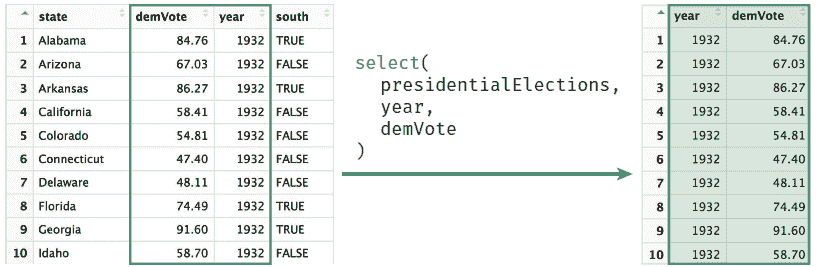 state demVote year south
1 Alabama 84.76 1932 TRUE
2 Arizona 67.03 1932 FALSE
3 Arkansas 86.27 1932 TRUE
4 California 58.41 1932 FALSE
5 Colorado 54.81 1932 FALSE
6 Connecticut 47.40 1932 FALSE
7 Delaware 48.11 1932 FALSE
8 Florida 74.49 1932 TRUE
9 Georgia 91.60 1932 TRUE
10 Idaho 58.70 1932 FALSE
select(
presidentialElections,
year,
demVote
)
year demVote
1 1932 84.76
2 1932 67.03
3 1932 86.27
4 1932 58.41
5 1932 54.81
6 1932 47.40
7 1932 48.11
8 1932 74.49
9 1932 91.60
10 1932 58.70